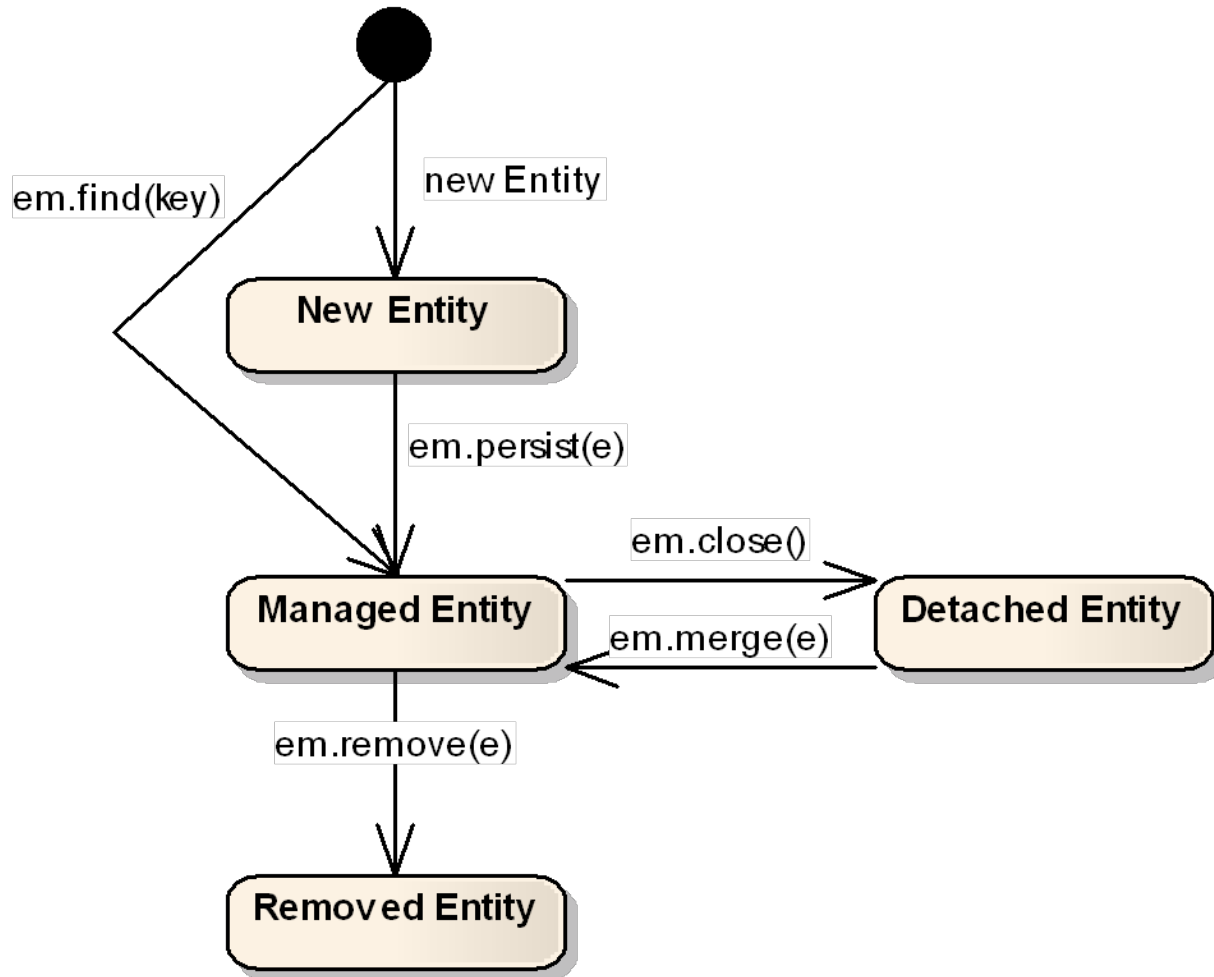 em.find(key)
new Entity
New Entity
em.persist(e)
em.close()
Managed Entity
Detached Entity
em.merge(e)
em.remove(e)
Removed Entity